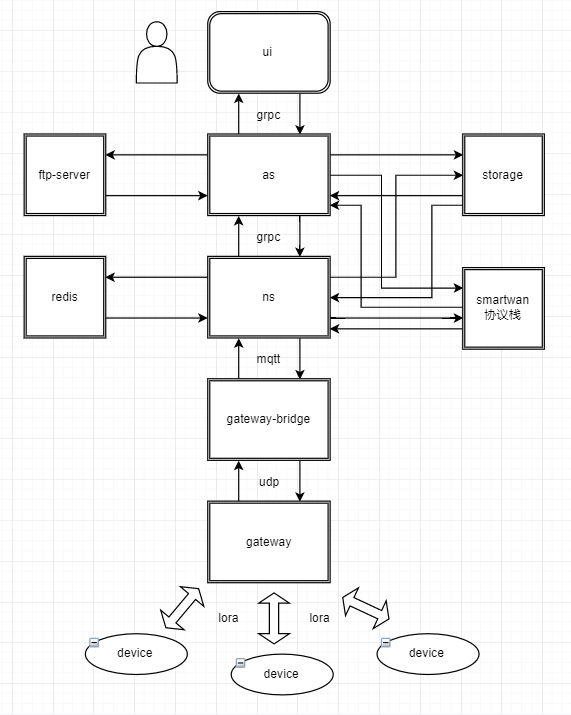 ui
grpc
ftp-server
as
storage
grpc
redis
ns
smartwan
协议栈
mqtt
gateway-bridge
udp
gateway
lora
lora
device
device
device